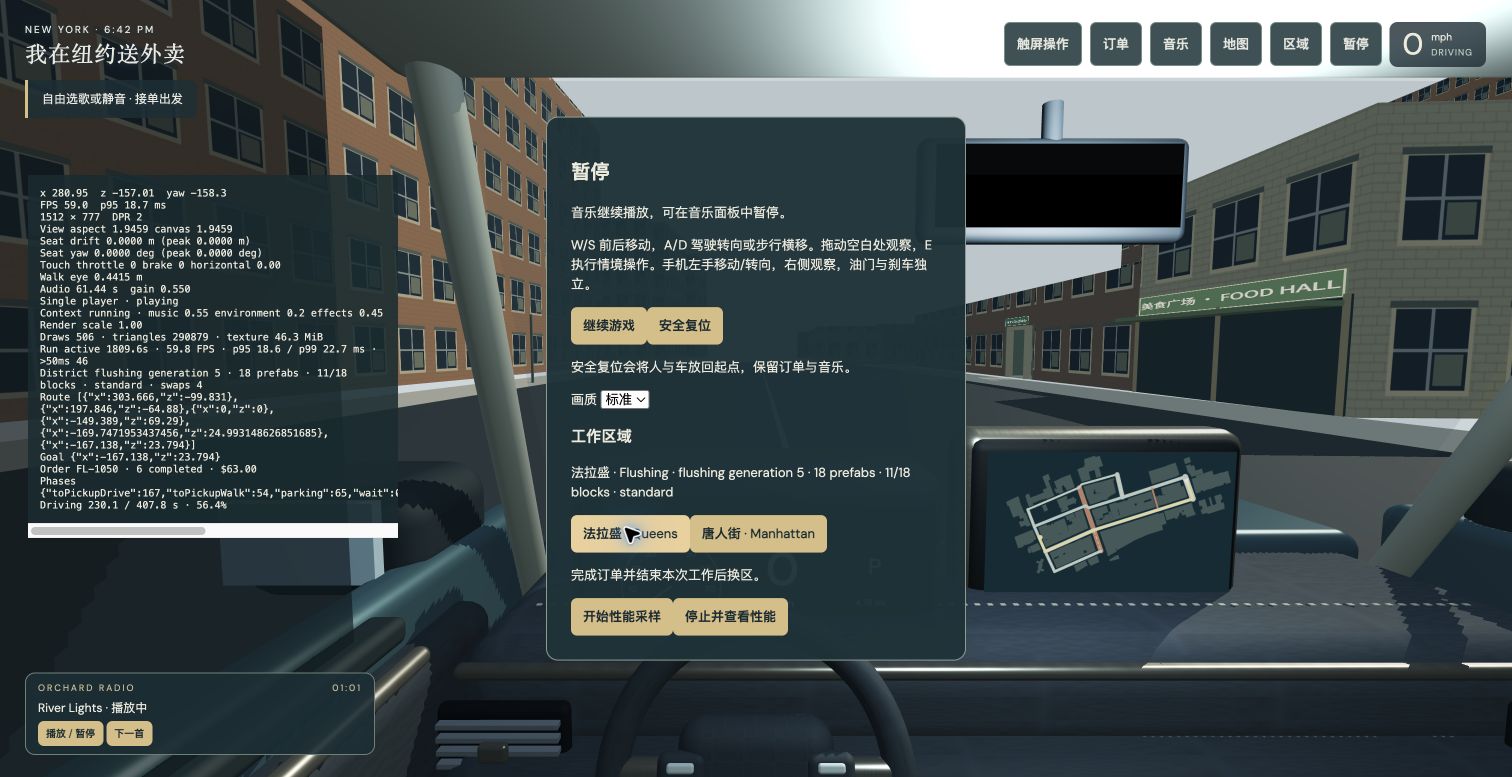 NEW YORK · 6:42 PM
我在纽约送外卖
自由选歌或静音 · 接单出发
触屏操作
订单
音乐
地图
区域
暂停
0 mph
DRIVING
x 280.95 z -157.01 yaw -158.3
FPS 59.0 p95 18.7 ms
1512 × 777 DPR 2
View aspect 1.9459 canvas 1.9459
Seat drift 0.0000 m (peak 0.0000 m)
Seat yaw 0.0000 deg (peak 0.0000 deg)
Touch throttle 0 brake 0 horizontal 0.00
Walk eye 0.4415 m
Audio 61.44 s gain 0.550
Single player · playing
Context running · music 0.55 environment 0.2 effects 0.45
Render scale 1.00
Draws 506 · triangles 290879 · texture 46.3 MiB
Run active 1809.6s · 59.8 FPS · p95 18.6 / p99 22.7 ms ·
>50ms 46
District flushing generation 5 · 18 prefabs · 11/18
blocks · standard · swaps 4
Route [{"x":303.666,"z":-99.831},
{"x":197.846,"z":-64.88},{"x":0,"z":0},
{"x":-149.389,"z":69.29},
{"x":-169.7471953437456,"z":24.993148626851685},
{"x":-167.138,"z":23.794}]
Goal {"x":-167.138,"z":23.794}
Order FL-1050 · 6 completed · $63.00
Phases
{"toPickupDrive":167,"toPickupWalk":54,"parking":65,"wait":
Driving 230.1 / 407.8 s · 56.4%
暂停
音乐继续播放，可在音乐面板中暂停。
W/S 前后移动，A/D 驾驶转向或步行横移。拖动空白处观察，E
执行情境操作。手机左手移动/转向，右侧观察，油门与刹车独
立。
继续游戏
安全复位
安全复位会将人与车放回起点，保留订单与音乐。
画质 标准
工作区域
法拉盛 · Flushing · flushing generation 5 · 18 prefabs · 11/18
blocks · standard
法拉盛 ueens
唐人街 · Manhattan
完成订单并结束本次工作后换区。
开始性能采样
停止并查看性能
美食广场 · FOOD HALL
0 P
ORCHARD RADIO 01:01
River Lights · 播放中
播放 / 暂停
下一首